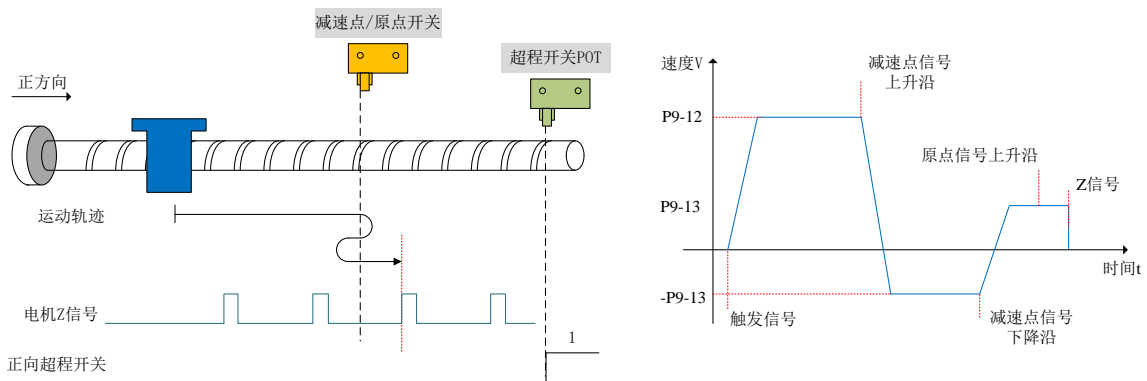 减速点/原点开关
超程开关POT
正方向
运动轨迹
电机Z信号
正向超程开关
1
速度V
减速点信号
上升沿
P9-12
原点信号上升沿
Z信号
P9-13
时间t
-P9-13
触发信号
减速点信号
下降沿